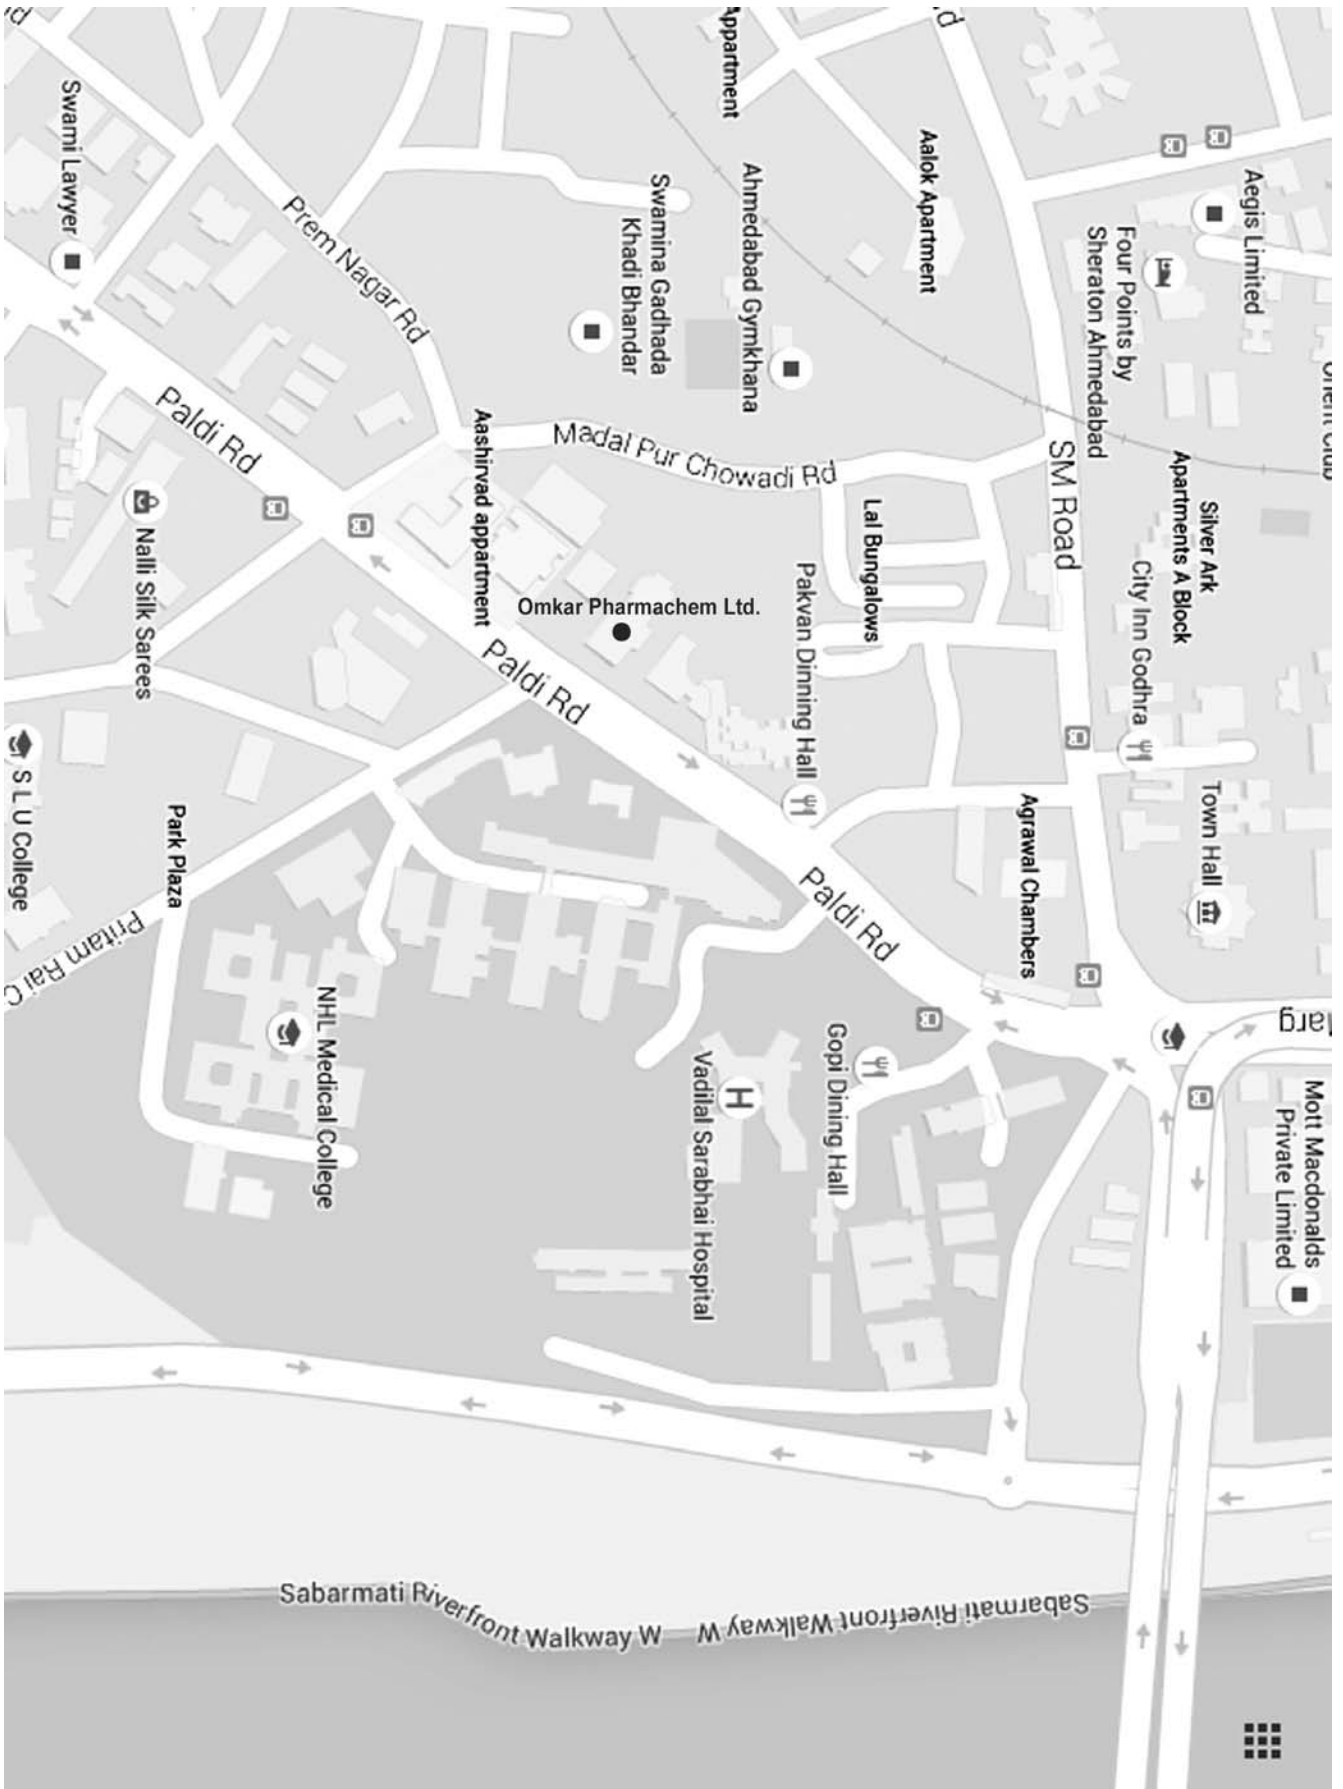 Appartment
Swami Lawyer
Prem Nagar Rd
Swamina Gadhada
Khadi Bhandar
Ahmedabad Gymkhana
Aalok Apartment
Four Points by
Sheraton Ahmedabad
Aegis Limited
Paldi Rd
Aashirvad appartment
Madal Pur Chowadi Rd
SM Road
Silver Ark
Apartments A Block
City Inn Godhra
Lal Bungalows
Pakvan Dinning Hall
Nalli Silk Sarees
Omkar Pharmachem Ltd.
Paldi Rd
S L U College
Park Plaza
Pritam Rai
Paldi Rd
Agrawal Chambers
Town Hall
NHL Medical College
H
Vadilal Sarabhai Hospital
Gopi Dining Hall
Marg
Mott Macdonalds
Private Limited
Sabarmati Riverfront Walkway W
Sabarmati Riverfront Walkway W